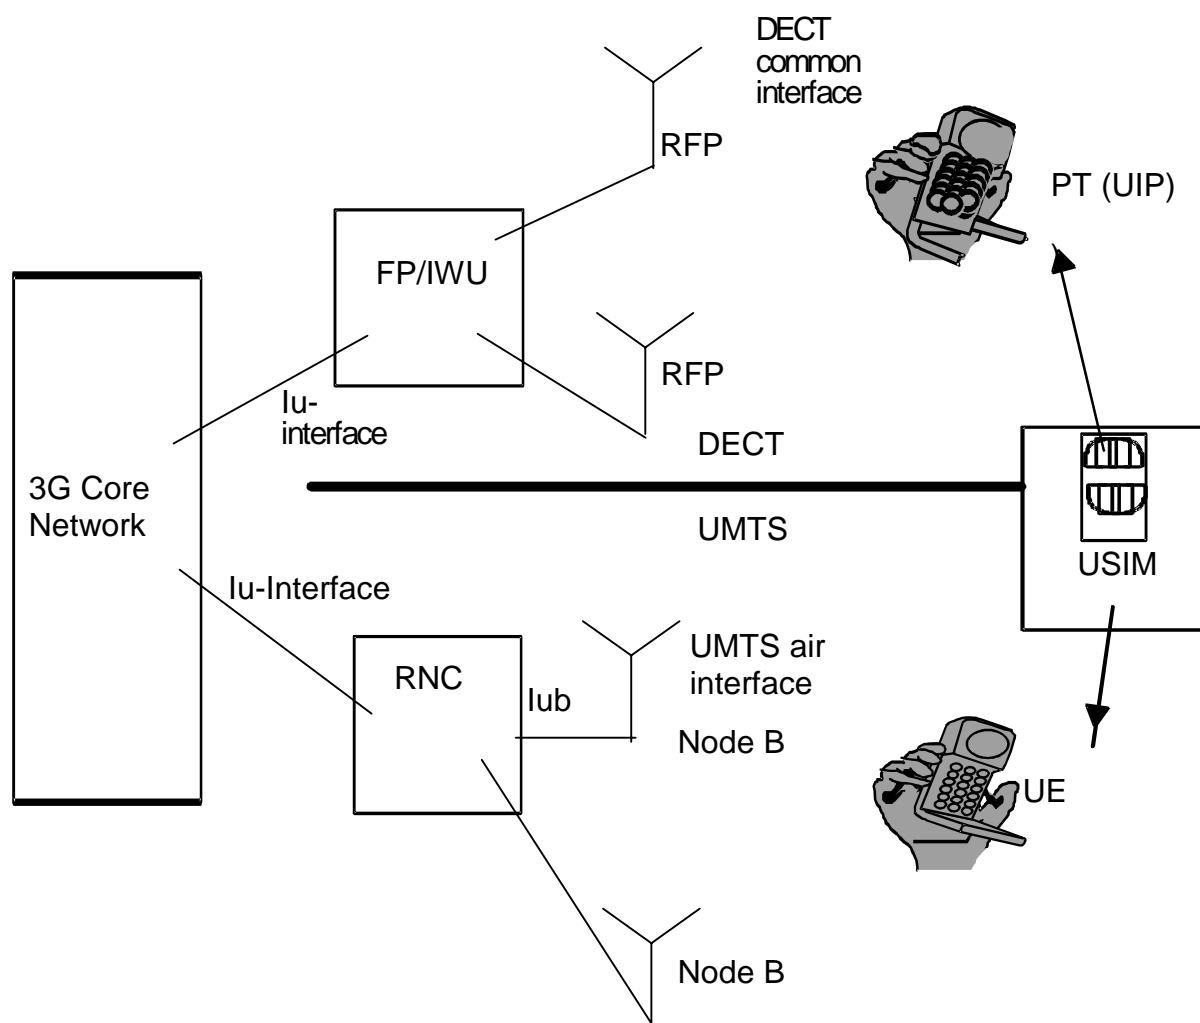 DECT
common
interface
RFP
PT (UIP)
FP/IWU
RFP
Iu-
interface
DECT
3G Core
Network
UMTS
USIM
Iu-Interface
RNC
Iub
UMTS air
interface
Node B
UE
Node B